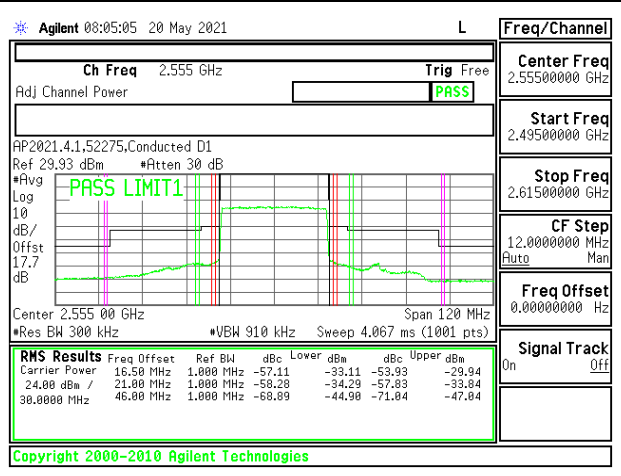 Agilent 08:05:05 20 May 2021 L Freq/Channel
Ch Freq 2.555 GHz Trig Free
Adj Channel Power PASS
AP2021.4.1,52275,Conducted D1
Ref 29.93 dBm #Atten 30 dB
#Avg
Log
10
dB/
Offst
17.7
dB
PASS LIMIT1
Center 2.555 00 GHz Span 120 MHz
#Res BW 300 kHz #VBW 910 kHz Sweep 4.067 ms (1001 pts)
RMS Results Freq Offset Ref BW dBc Lower dBm dBc Upper dBm
Carrier Power 16.50 MHz 1.000 MHz -57.11 -33.11 -53.93 -29.94
24.00 dBm / 21.00 MHz 1.000 MHz -58.28 -34.29 -57.83 -33.84
30.0000 MHz 46.00 MHz 1.000 MHz -68.89 -44.90 -71.04 -47.04
Copyright 2000-2010 Agilent Technologies
Center Freq
2.55500000 GHz
Start Freq
2.49500000 GHz
Stop Freq
2.61500000 GHz
CF Step
12.0000000 MHz
Auto Man
Freq Offset
0.00000000 Hz
Signal Track
On Off